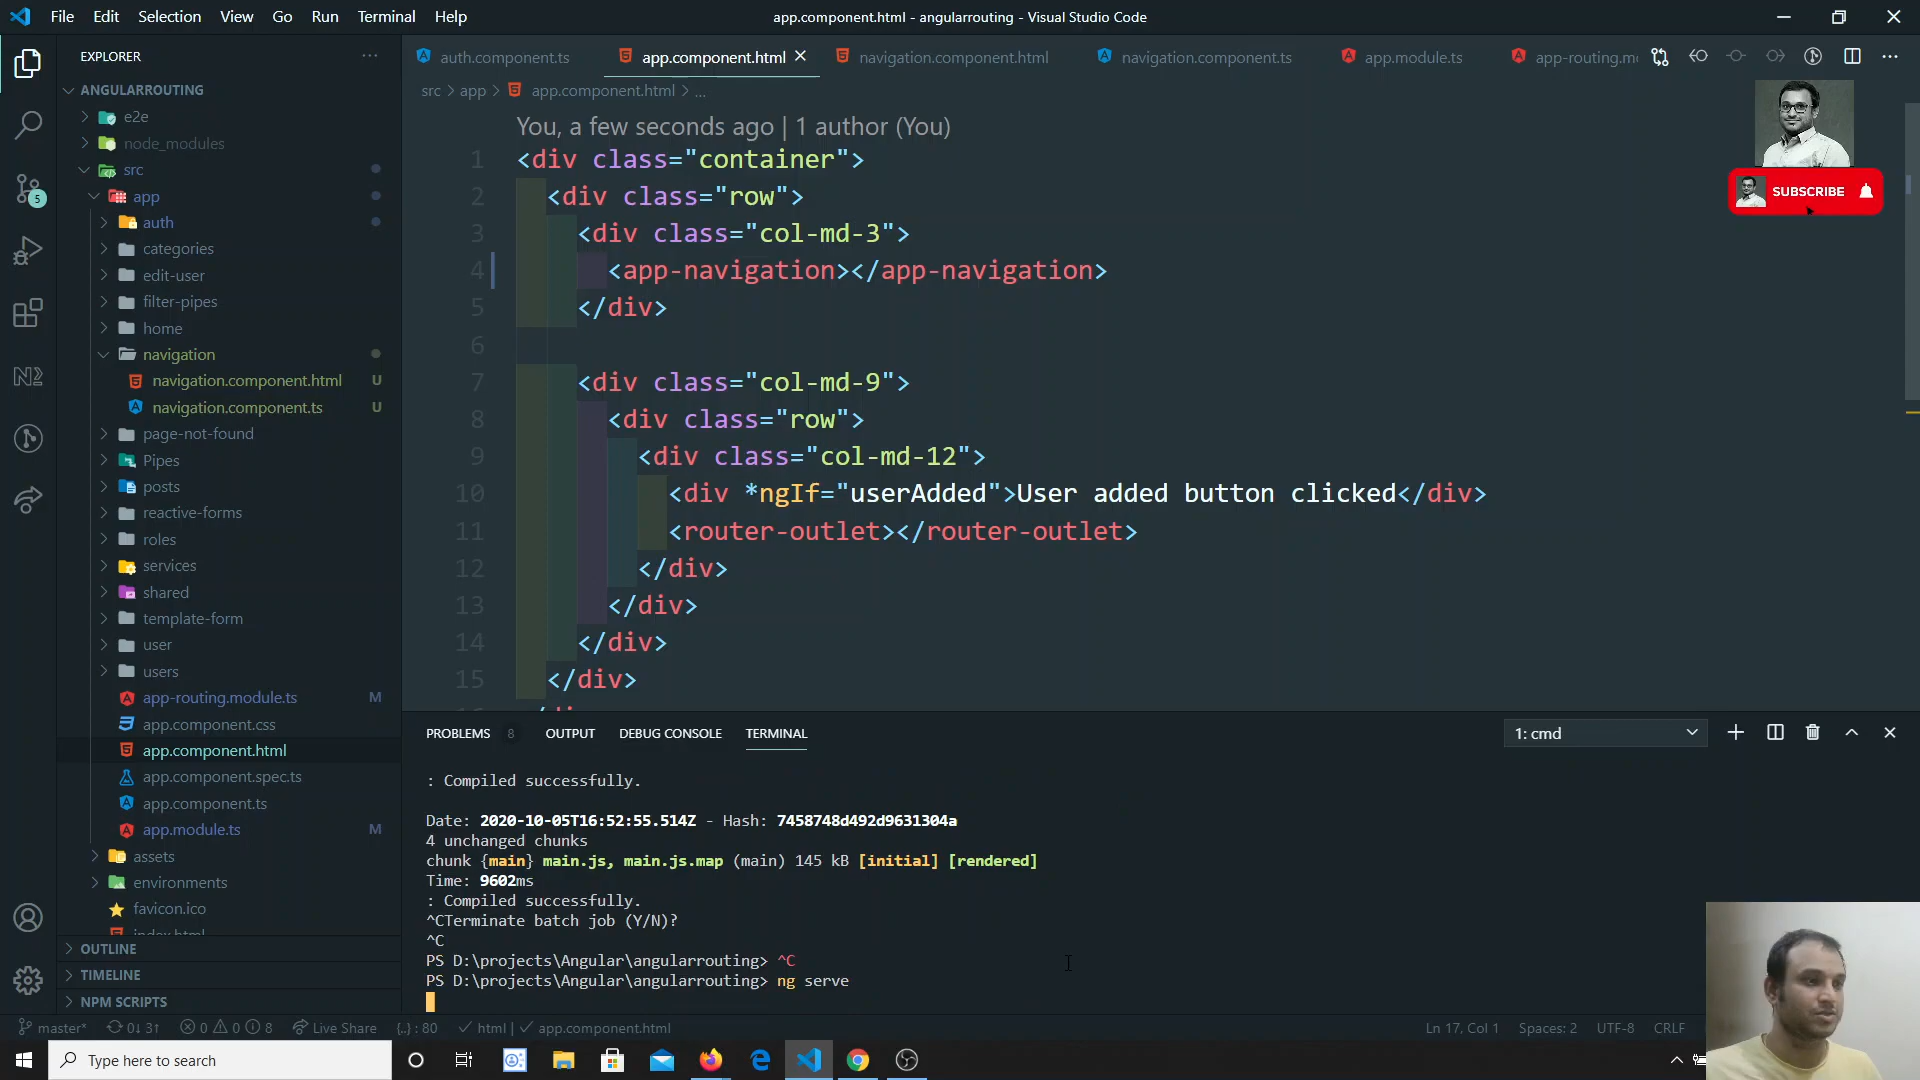 File Edit Selection View Go Run Terminal Help
app.component.html - angularrouting - Visual Studio Code
EXPLORER
ANGULARROUTING
e2e
node_modules
src
app
auth
categories
edit-user
filter-pipes
home
navigation
navigation.component.html U
navigation.component.ts U
page-not-found
Pipes
posts
reactive-forms
roles
services
shared
template-form
user
users
app-routing.module.ts M
app.component.css
app.component.html
app.component.spec.ts
app.component.ts
app.module.ts M
assets
environments
favicon.ico
index.html
OUTLINE
TIMELINE
NPM SCRIPTS
5
auth.component.ts app.component.html navigation.component.html navigation.component.ts app.module.ts app-routing.m
src > app > app.component.html > ...
You, a few seconds ago | 1 author (You)
1 <div class="container">
2 <div class="row">
3 <div class="col-md-3">
4 <app-navigation></app-navigation>
5 </div>
6
7 <div class="col-md-9">
8 <div class="row">
9 <div class="col-md-12">
10 <div *ngIf="userAdded">User added button clicked</div>
11 <router-outlet></router-outlet>
12 </div>
13 </div>
14 </div>
15 </div>
SUBSCRIBE
PROBLEMS 8 OUTPUT DEBUG CONSOLE TERMINAL
1: cmd
: Compiled successfully.
Date: 2020-10-05T16:52:55.514Z - Hash: 7458748d492d9631304a
4 unchanged chunks
chunk {main} main.js, main.js.map (main) 145 kB [initial] [rendered]
Time: 9602ms
: Compiled successfully.
^CTerminate batch job (Y/N)?
^C
PS D:\projects\Angular\angularrouting> ^C
PS D:\projects\Angular\angularrouting> ng serve
master* 0↓ 3↑ 0 0 8 Live Share {..} : 80 html | app.component.html
Ln 17, Col 1 Spaces: 2 UTF-8 CRLF
Type here to search